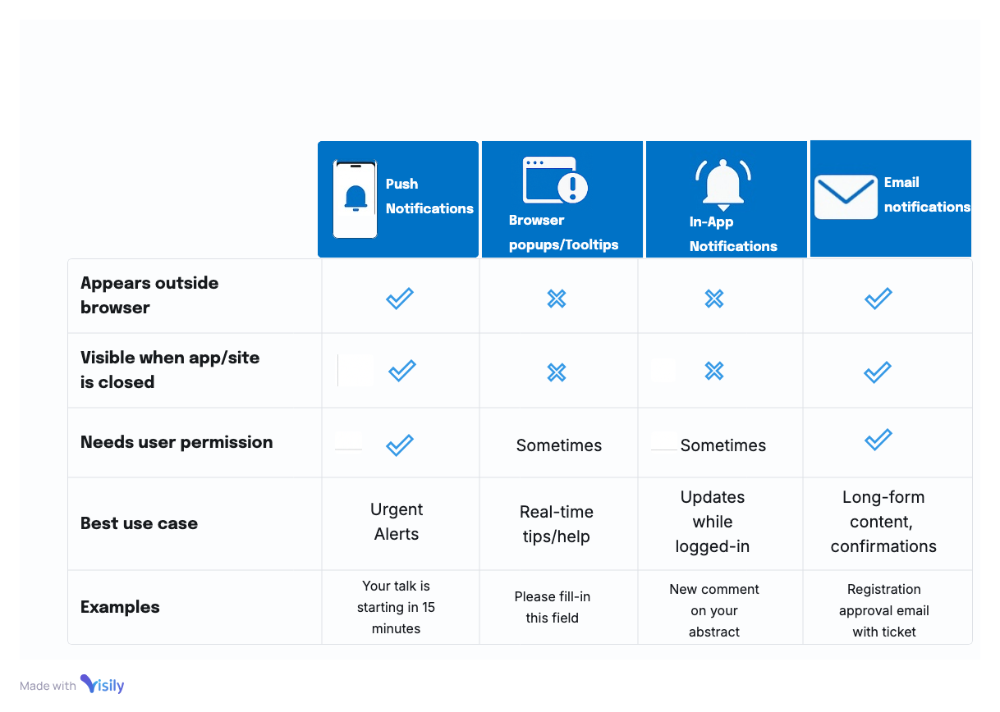 Push
Notifications
Browser
popups/Tooltips
In-App
Notifications
Email
notifications
Appears outside
browser
Visible when app/site
is closed
Needs user permission
Sometimes
Sometimes
Best use case
Urgent
Alerts
Real-time
tips/help
Updates
while
logged-in
Long-form
content,
confirmations
Examples
Your talk is
starting in 15
minutes
Please fill-in
this field
New comment
on your
abstract
Registration
approval email
with ticket
Made with Visily